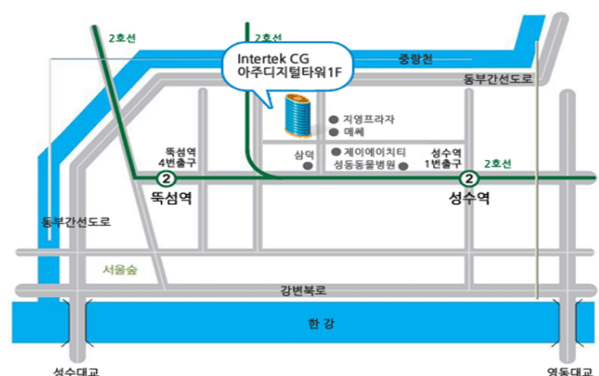 2호선
2호선
Intertek CG
아주디지털타워1F
중랑천
동부간선도로
지영프라자
메쎄
뚝섬역
4번출구
삼덕
제이에이치티
성동동물병원
성수역
1번출구
2호선
2
뚝섬역
2
성수역
동부간선도로
서울숲
강변북로
한 강
성수대교
영동대교